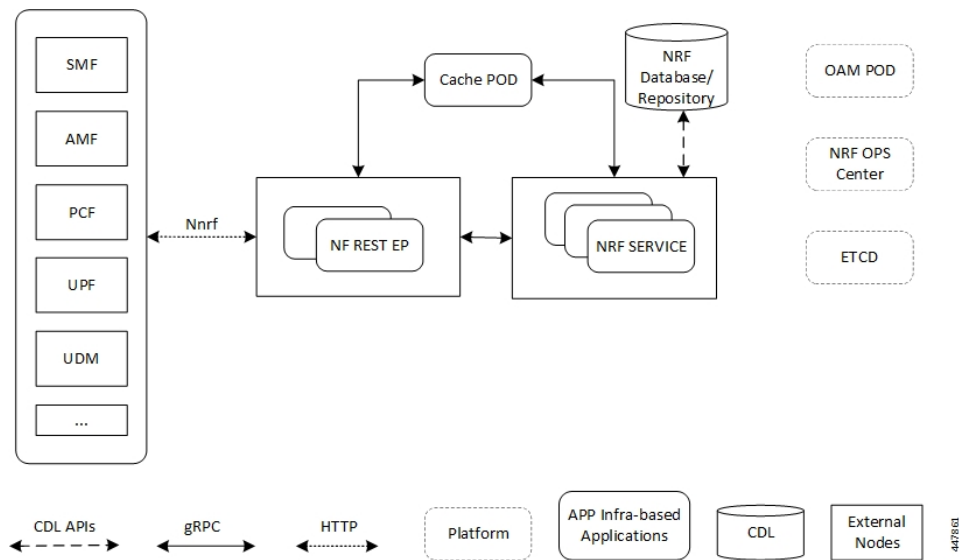 SMF
AMF
PCF
UPF
UDM
...
Nnrf
Cache POD
NRF
Database/
Repository
NF REST EP
NRF SERVICE
OAM POD
NRF OPS
Center
ETCD
CDL APIs
gRPC
HTTP
Platform
APP Infra-based
Applications
CDL
External
Nodes
447861